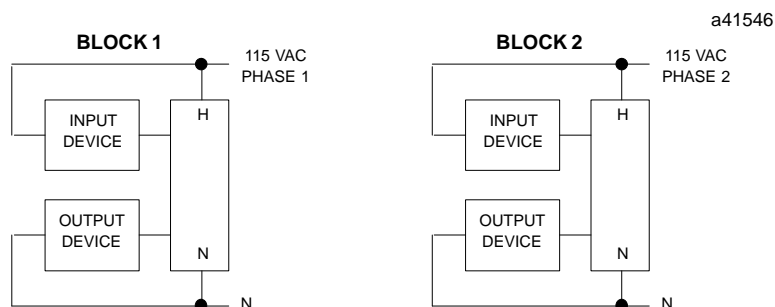 a41546
BLOCK 1
115 VAC
PHASE 1
H
INPUT
DEVICE
OUTPUT
DEVICE
N
N
BLOCK 2
115 VAC
PHASE 2
H
INPUT
DEVICE
OUTPUT
DEVICE
N
N